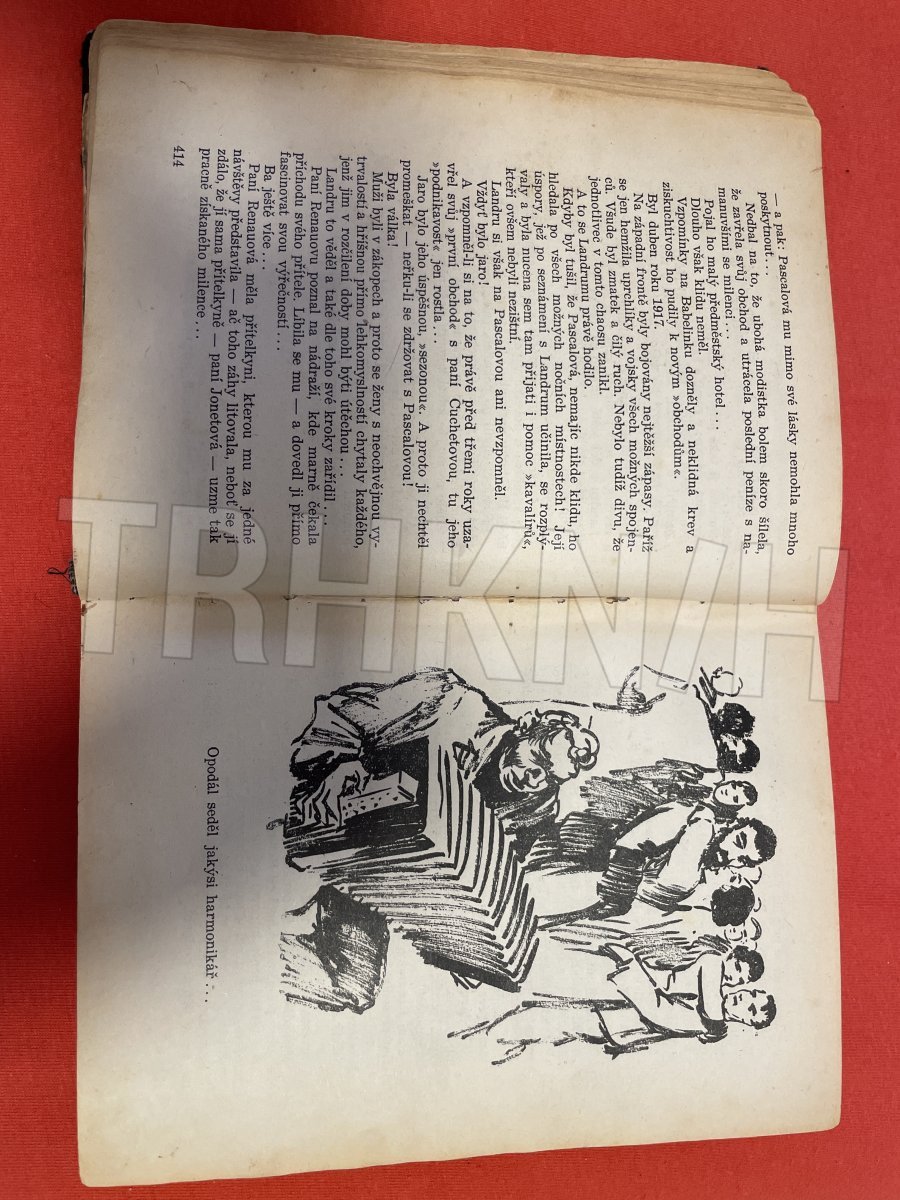 — a pak: Pascalová mu mimo své lásky nemohla mnoho
poskytnout...
Nedbal na to, že ubohá modistka bolem skoro šílela,
že zavřela svůj obchod a utrácela poslední peníze s na-
manuvšími se milenci...
Pojal ho malý předměstský hotel...
Dlouho však klidu neměl.
Vzpomínky na Babelinku dozněly a neklidná krev a
ziskuchtivost ho pudily k novým »obchodům«.
Byl duben roku 1917.
Na západní frontě byly bojovány nejtěžší zápasy. Paříž
se jen hemžila uprchlíky a vojsky všech možných spojen-
ců. Všude byl zmatek a čilý ruch. Nebylo tudíž divu, že
jednotlivec v tomto chaosu zanikl.
A to se Landrumu právě hodilo.
Kdyby byl tušil, že Pascalová, nemajíc nikde klidu, ho
hledala po všech možných nočních místnostech! Její
úspory, jež po seznámení s Landrum učinila, se rozplý-
valy a byla nucena sem tam přijati i pomoc »kavalírů«,
kteří ovšem nebyli nezištní.
Landru si však na Pascalovou ani nevzpomněl.
Vždyť bylo jaro!
A vzpomněl-li si na to, že právě před třemi roky uza-
vřel svůj »první obchod« s paní Cuchetovou, tu jeho
»podnikavost« jen rostla...
Jaro bylo jeho úspěšnou »sezonou«. A proto ji nechtěl
promeškat — neřku-li se zdržovat s Pascalovou!
Byla válka!
Muži byli v zákopech a proto se ženy s neochvějnou vy-
trvalostí a hříšnou přímo lehkomyslností chytaly každého,
jenž jim v rozčilení doby mohl býti útěchou...
Landru to věděl a také dle toho své kroky zařídil...
Paní Renauovu poznal na nádraží, kde marně čekala
příchodu svého přítele. Líbila se mu — a dovedl ji přímo
fascinovat svou výřečností...
Ba ještě více...
Paní Renauová měla přítelkyni, kterou mu za jedné
návštěvy představila — ač toho záhy litovala, neboť se jí
zdálo, že jí sama přítelkyně — paní Jonetová — uzme tak
pracně získaného milence...
414
Opodál seděl jakýsi harmonikář...
TRHKNIH